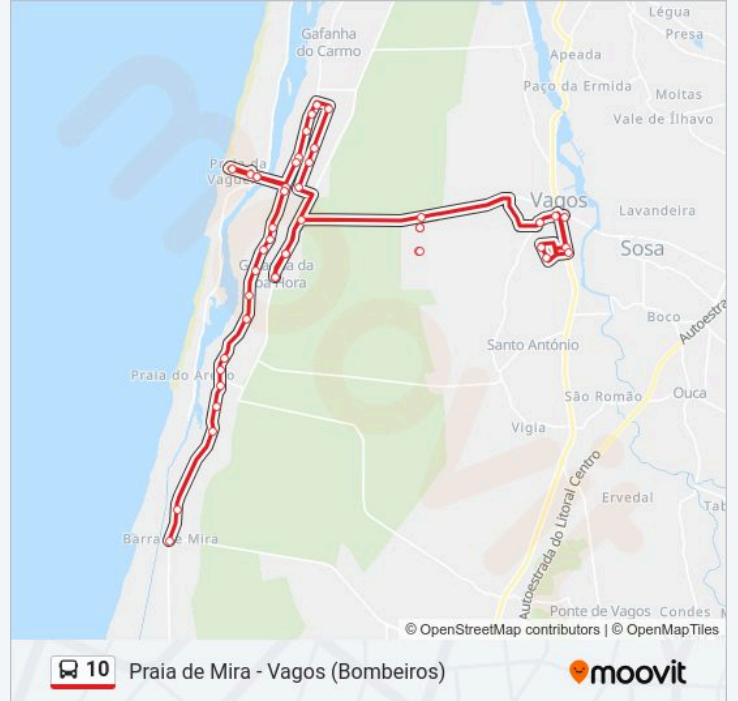 Légua
Gafanha
do Carmo
Presa
Apeada
Paço da Ermida
Moitas
Vale de Ílhavo
Vagos
Lavandeira
Sosa
Boco
Autoestra
Santo António
Praia do
São Romão
Ouca
Vigia
Autoestrada do Litoral Centro
Ervedal
Barra de Mira
Ponte de Vagos
Condes
© OpenStreetMap contributors | © OpenMapTiles
10
Praia de Mira - Vagos (Bombeiros)
moovit